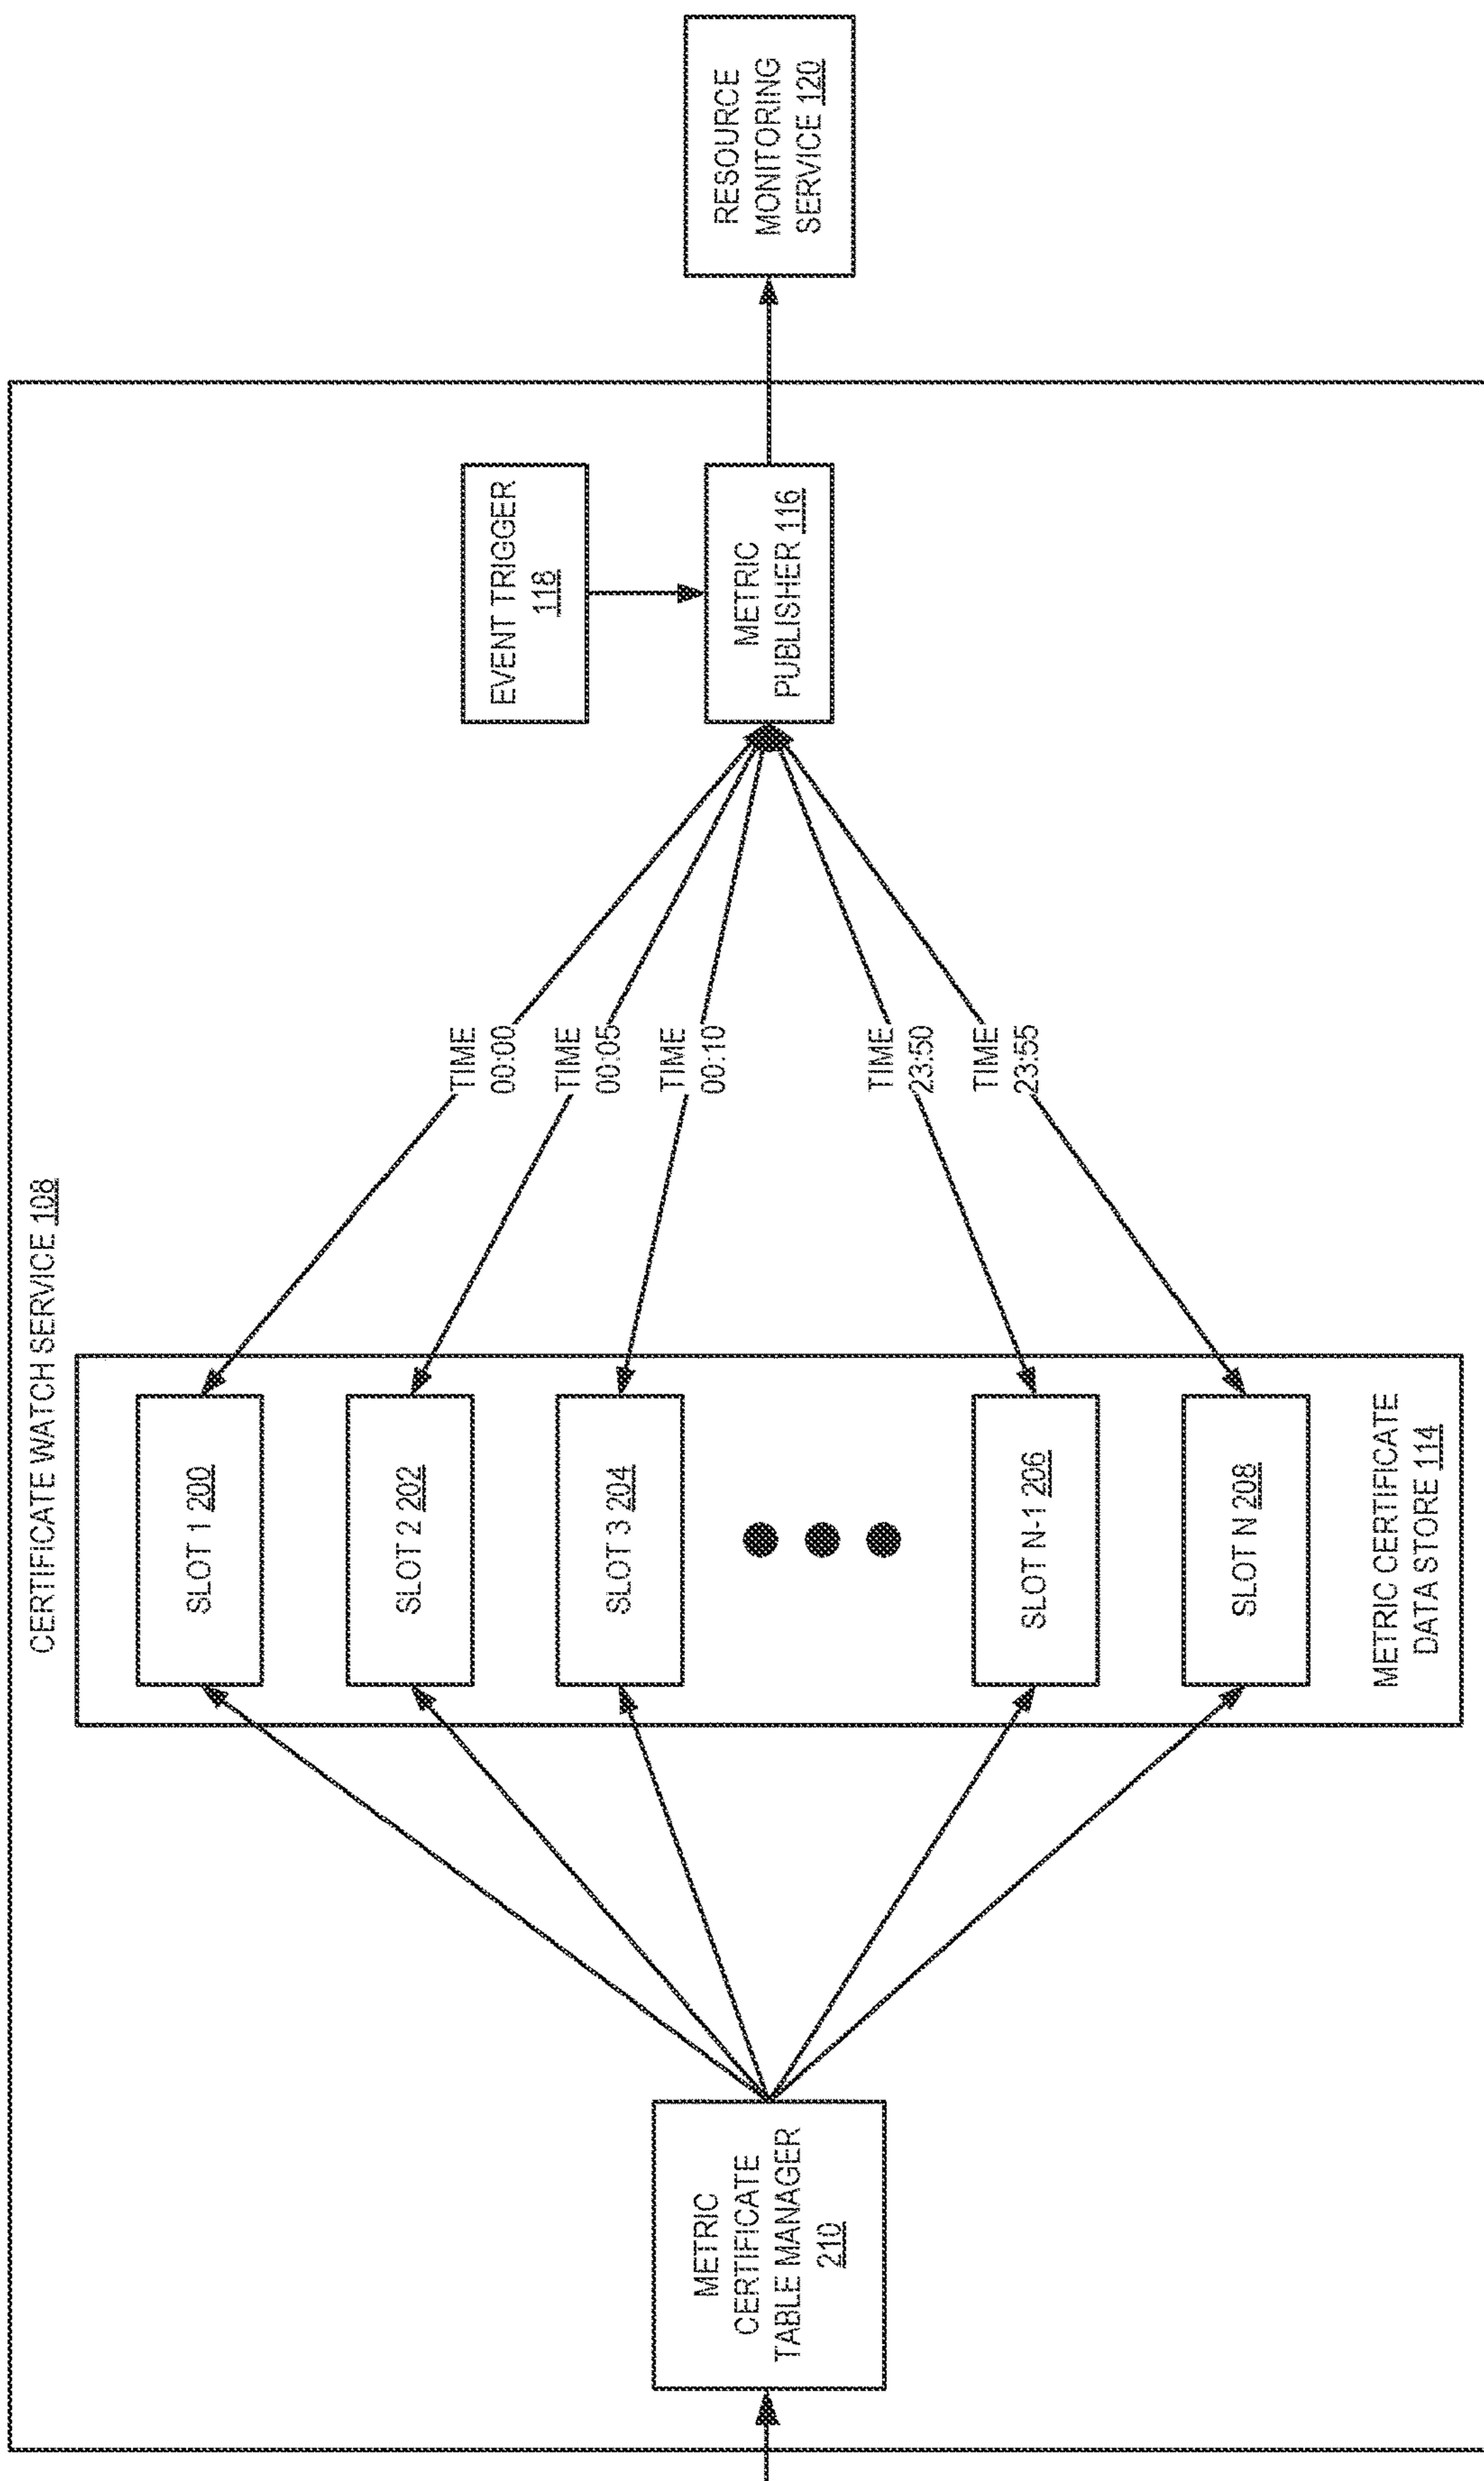 CERTIFICATE WATCH SERVICE 108
METRIC
CERTIFICATE
TABLE MANAGER
210
SLOT 1 200
SLOT 2 202
SLOT 3 204
SLOT N-1 206
SLOT N 208
METRIC CERTIFICATE
DATA STORE 114
TIME
00:00
TIME
00:05
TIME
00:10
TIME
23:50
TIME
23:55
EVENT TRIGGER
118
METRIC
PUBLISHER 116
RESOURCE
MONITORING
SERVICE 120